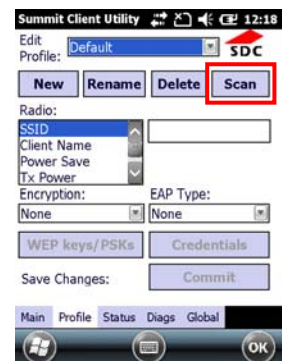 Summit Client Utility 12:18
Edit Profile: Default SDC
New Rename Delete Scan
Radio:
SSID
Client Name
Power Save
Tx Power
Encryption: EAP Type:
None None
WEP keys/PSKs Credentials
Save Changes: Commit
Main Profile Status Diags Global
OK